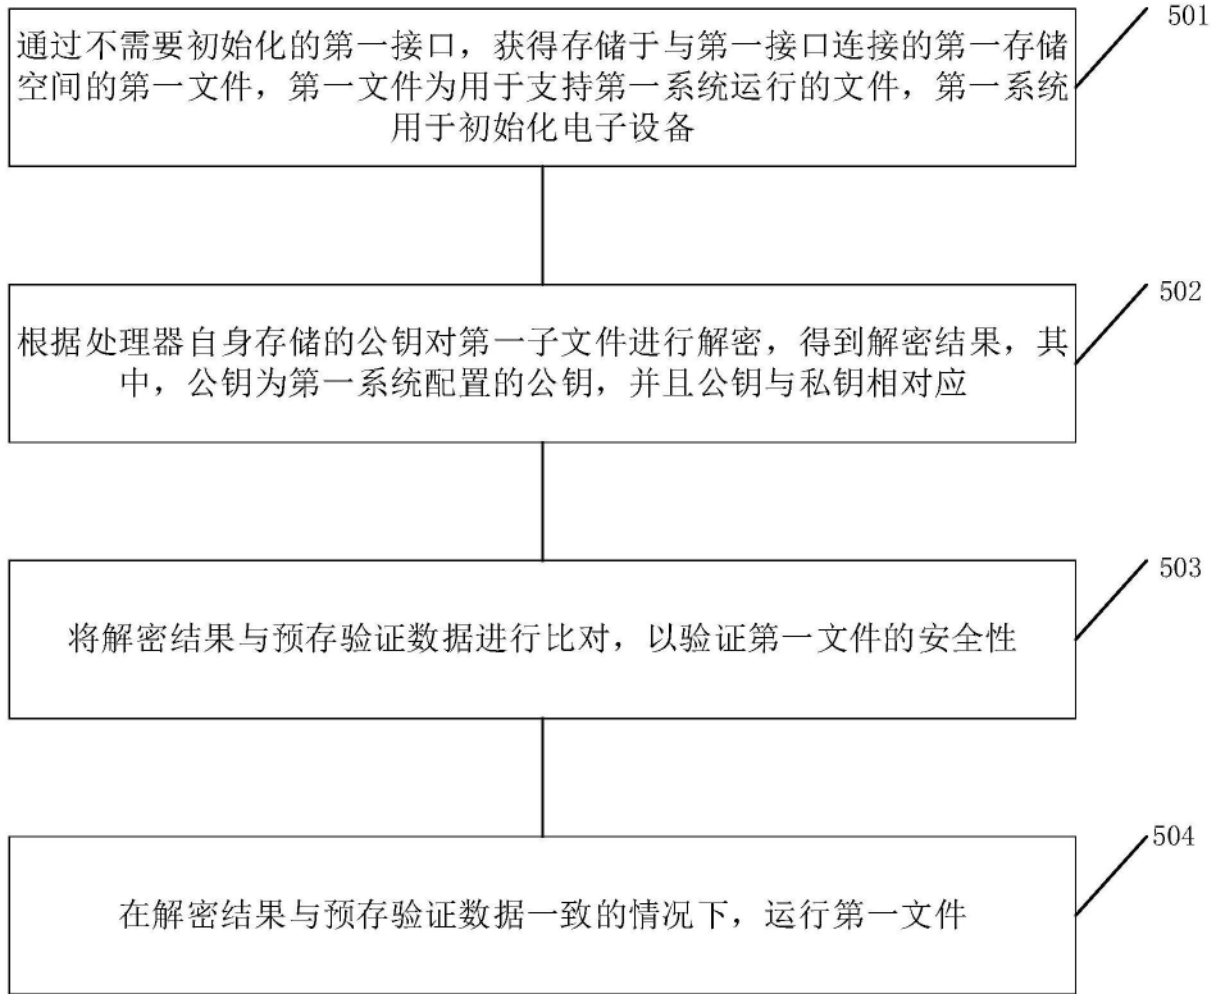 501
通过不需要初始化的第一接口，获得存储于与第一接口连接的第一存储
空间的第一文件，第一文件为用于支持第一系统运行的文件，第一系统
用于初始化电子设备
502
根据处理器自身存储的公钥对第一子文件进行解密，得到解密结果，其
中，公钥为第一系统配置的公钥，并且公钥与私钥相对应
503
将解密结果与预存验证数据进行比对，以验证第一文件的安全性
504
在解密结果与预存验证数据一致的情况下，运行第一文件